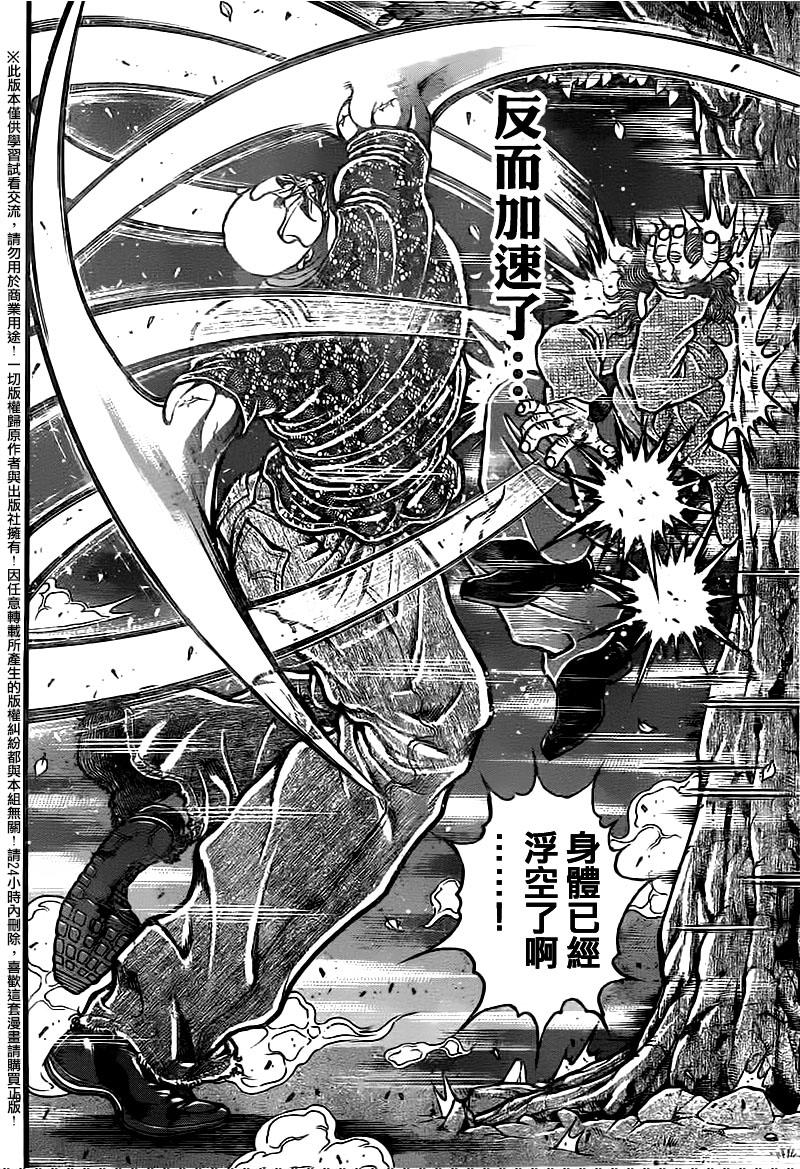 反而加速了……
身體已經
浮空了啊
……！
※此版本僅供學習試看交流，請勿用於商業用途！一切版權歸原作者與出版社擁有！因任意轉載所產生的版權糾紛都與本組無關！請24小時內刪除，喜歡這套漫畫請購買正版！